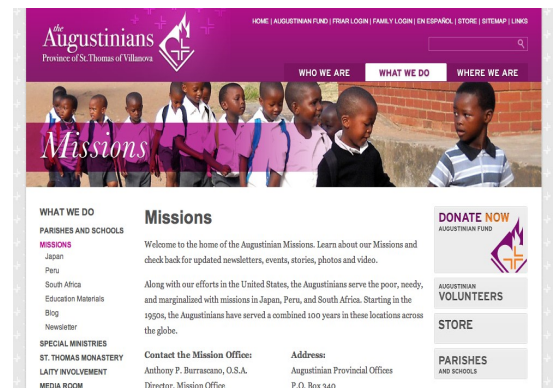 HOME | AUGUSTINIAN FUND | FRIAR LOGIN | FAMILY LOGIN | EN ESPAÑOL | STORE | SITEMAP | LINKS
the
Augustinians
Province of St. Thomas of Villanova
WHO WE ARE
WHAT WE DO
WHERE WE ARE
Missions
WHAT WE DO
PARISHES AND SCHOOLS
MISSIONS
Japan
Peru
South Africa
Education Materials
Blog
Newsletter
SPECIAL MINISTRIES
ST. THOMAS MONASTERY
LAITY INVOLVEMENT
MEDIA ROOM
Missions
Welcome to the home of the Augustinian Missions. Learn about our Missions and
check back for updated newsletters, events, stories, photos and video.
Along with our efforts in the United States, the Augustinians serve the poor, needy,
and marginalized with missions in Japan, Peru, and South Africa. Starting in the
1950s, the Augustinians have served a combined 100 years in these locations across
the globe.
Contact the Mission Office:
Anthony P. Burrascano, O.S.A.
Director, Mission Office
Address:
Augustinian Provincial Offices
P.O. Box 340
DONATE NOW
AUGUSTINIAN FUND
AUGUSTINIAN
VOLUNTEERS
STORE
PARISHES
AND SCHOOLS